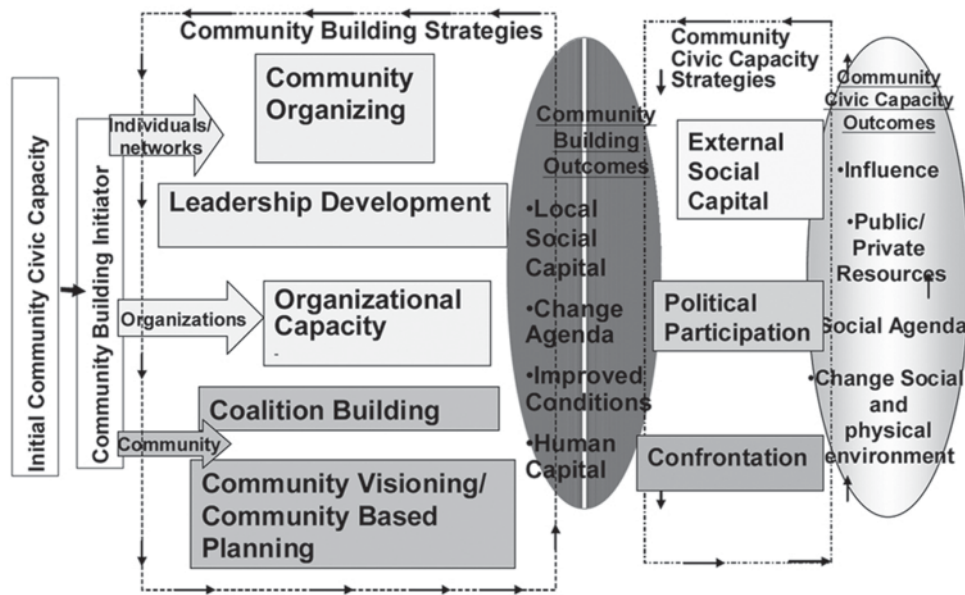 Initial Community Civic Capacity
Community Building Initiator
Community Building Strategies
Individuals/
networks
Community
Organizing
Leadership Development
Organizations
Organizational
Capacity
-
Community
Coalition Building
Community Visioning/
Community Based
Planning
Community
Building
Outcomes
•Local
Social
Capital
•Change
Agenda
•Improved
Conditions
•Human
Capital
Community
Civic Capacity
Strategies
External
Social
Capital
Political
Participation
Confrontation
Community
Civic Capacity
Outcomes
•Influence
•Public/
Private
Resources
Social Agenda
•Change Social
and
physical
environment